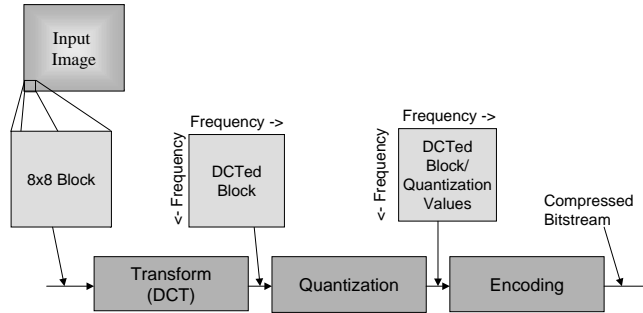 Input
Image
8x8 Block
Frequency ->
<- Frequency
DCTed
Block
Frequency ->
<- Frequency
DCTed
Block/
Quantization
Values
Compressed
Bitstream
Transform
(DCT)
Quantization
Encoding